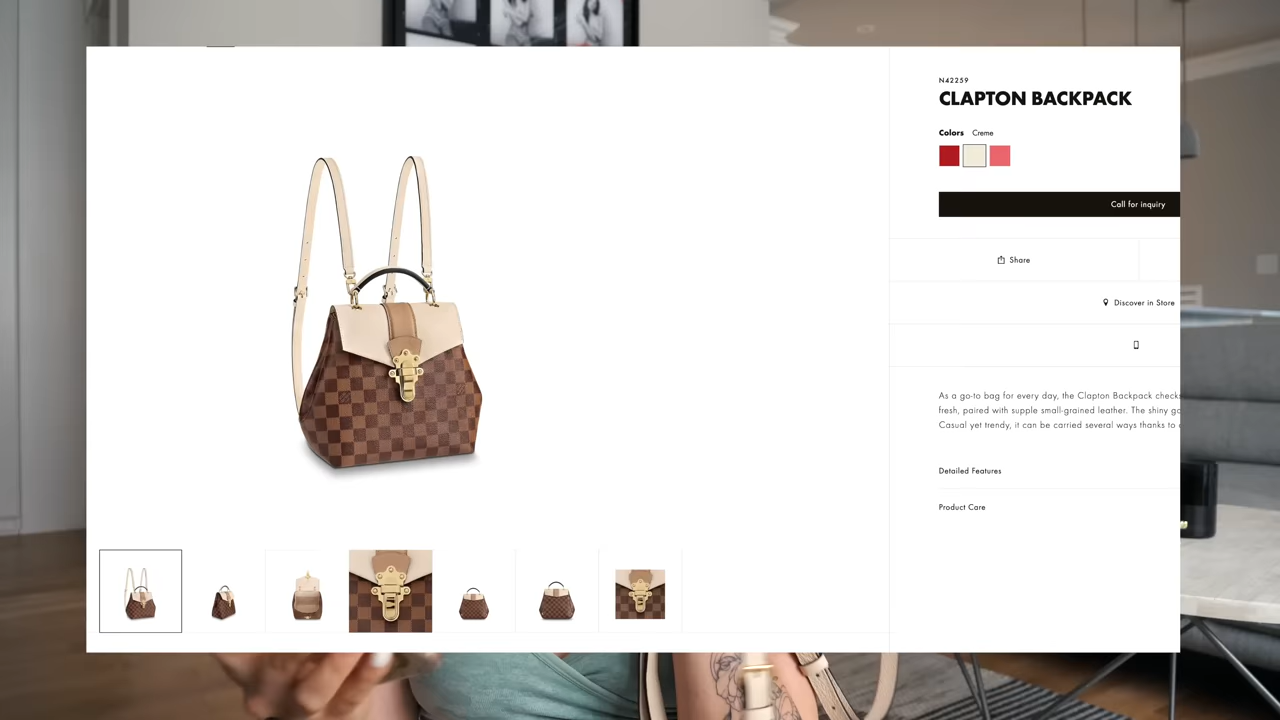 N42259
CLAPTON BACKPACK
Colors Creme
Call for inquiry
Share
Discover in Store
As a go-to bag for every day, the Clapton Backpack check
fresh, paired with supple small-grained leather. The shiny go
Casual yet trendy, it can be carried several ways thanks to
Detailed Features
Product Care